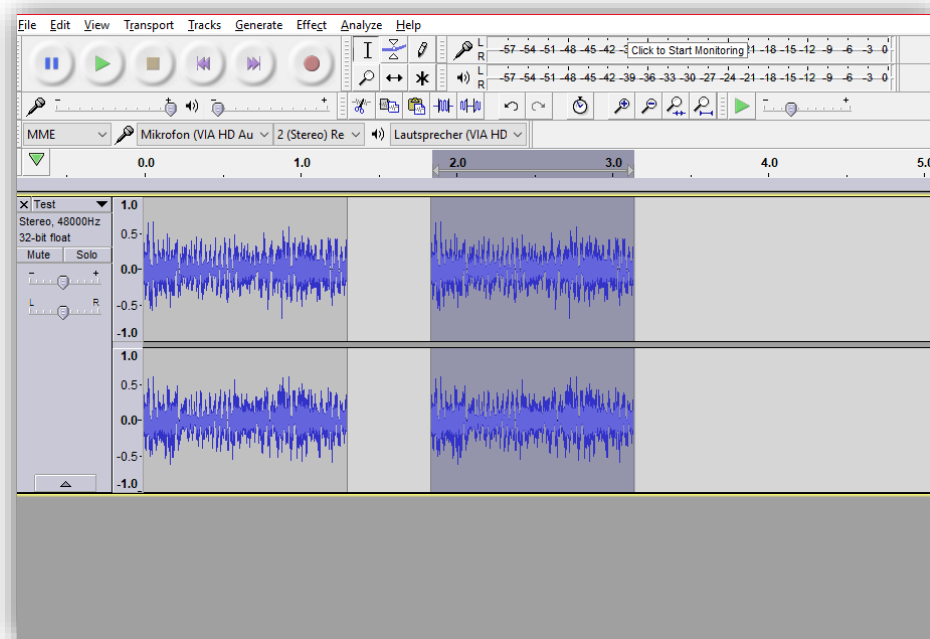 File Edit View Transport Tracks Generate Effect Analyze Help
L -57 -54 -51 -48 -45 -42 -3 Click to Start Monitoring 21 -18 -15 -12 -9 -6 -3 0
R
L -57 -54 -51 -48 -45 -42 -39 -36 -33 -30 -27 -24 -21 -18 -15 -12 -9 -6 -3 0
R
- + - + - +
MME Mikrofon (VIA HD Au 2 (Stereo) Re Lautsprecher (VIA HD
0.0 1.0 2.0 3.0 4.0 5.0
X Test 1.0
Stereo, 48000Hz
32-bit float 0.5
Mute Solo
- + 0.0
L R -0.5
-1.0
1.0
0.5
0.0
-0.5
-1.0